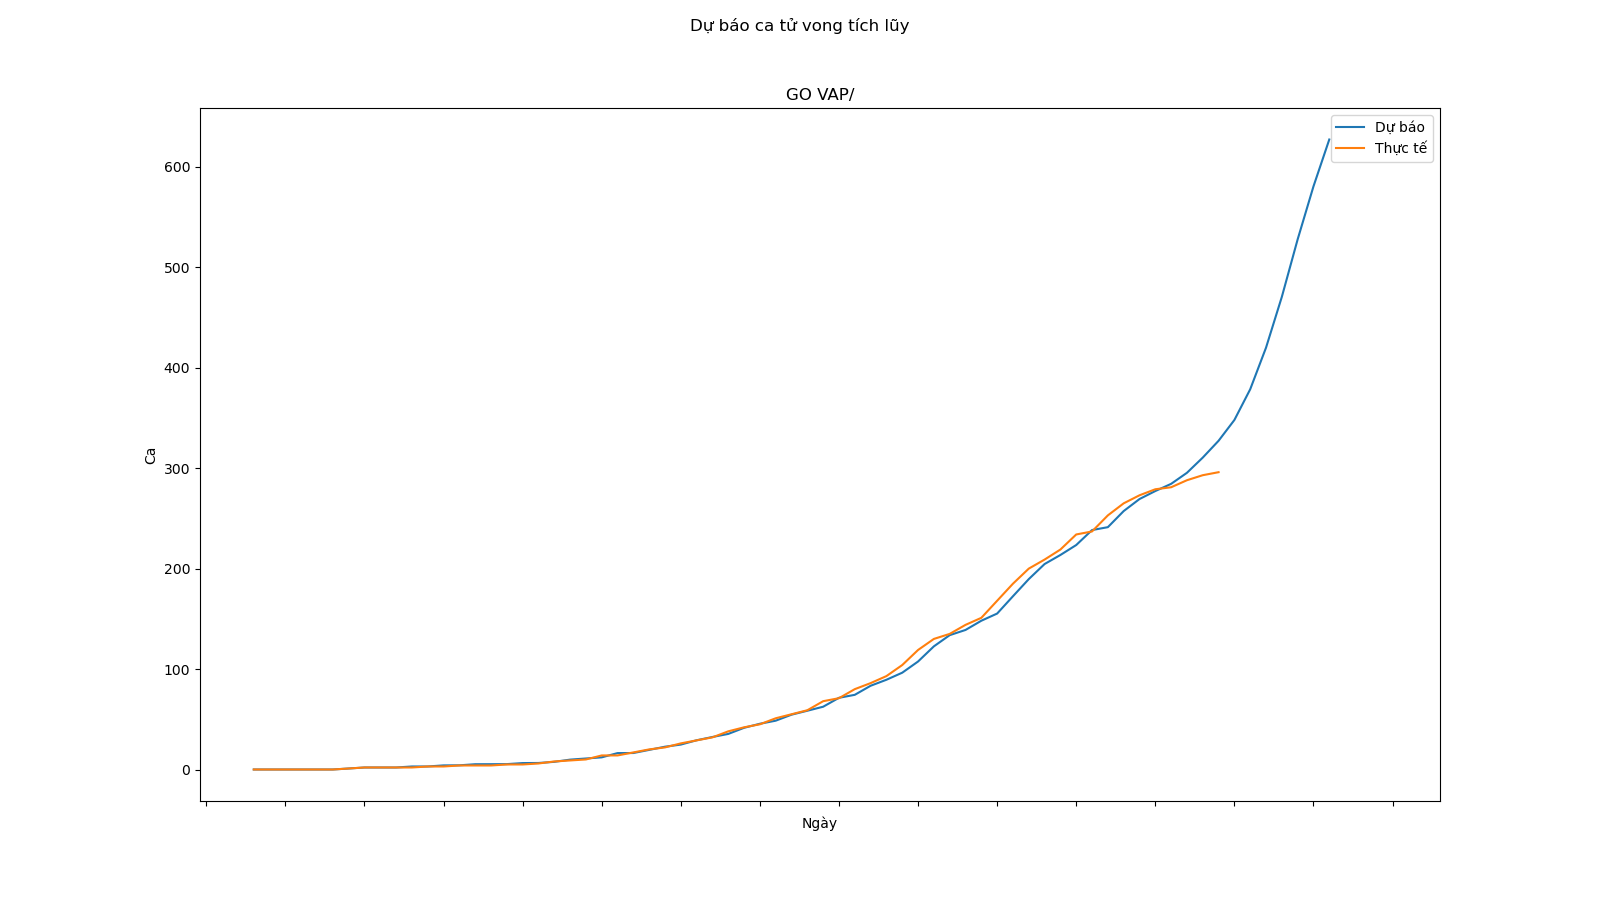 Dự báo ca tử vong tích lũy
GO VAP/
Dự báo
Thực tế
600
500
400
300
200
100
0
Ca
Ngày